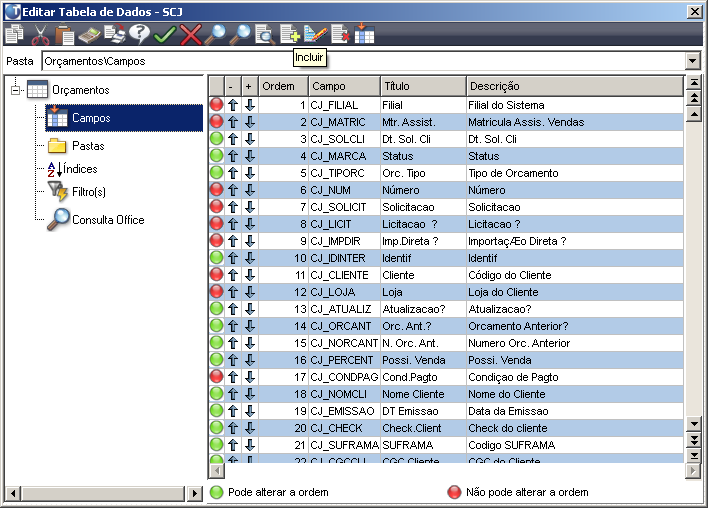 Editar Tabela de Dados - SCJ
Incluir
Pasta Orçamentos\Campos
Orçamentos
Campos
Pastas
Índices
Filtro(s)
Consulta Office
- + Ordem Campo Título Descrição
1 CJ_FILIAL Filial Filial do Sistema
2 CJ_MATRIC Mtr. Assist. Matricula Assis. Vendas
3 CJ_SOLCLI Dt. Sol. Cli Dt. Sol. Cli
4 CJ_MARCA Status Status
5 CJ_TIPORC Orc. Tipo Tipo de Orcamento
6 CJ_NUM Número Número
7 CJ_SOLICIT Solicitacao Solicitacao
8 CJ_LICIT Licitacao ? Licitacao ?
9 CJ_IMPDIR Imp.Direta ? ImportaçÆo Direta ?
10 CJ_IDINTER Identif Identif
11 CJ_CLIENTE Cliente Código do Cliente
12 CJ_LOJA Loja Loja do Cliente
13 CJ_ATUALIZ Atualizacao? Atualizacao?
14 CJ_ORCANT Orc. Ant.? Orcamento Anterior?
15 CJ_NORCANT N. Orc. Ant. Numero Orc. Anterior
16 CJ_PERCENT Possi. Venda Possi. Venda
17 CJ_CONDPAG Cond.Pagto Condiçao de Pagto
18 CJ_NOMCLI Nome Cliente Nome do Cliente
19 CJ_EMISSAO DT Emissao Data da Emissao
20 CJ_CHECK Check.Client Check do cliente
21 CJ_SUFRAMA SUFRAMA Codigo SUFRAMA
22 CJ_CGCCLI CGC Cliente CGC do Cliente
Pode alterar a ordem
Não pode alterar a ordem